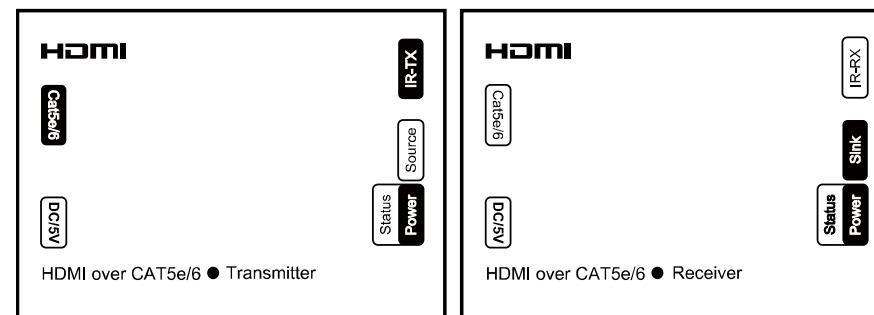 HDMI
IR-TX
Cat5e/6
Source
DC/5V
Status
Power
HDMI over CAT5e/6 ● Transmitter
HDMI
IR-RX
Cat5e/6
Sink
DC/5V
Status
Power
HDMI over CAT5e/6 ● Receiver